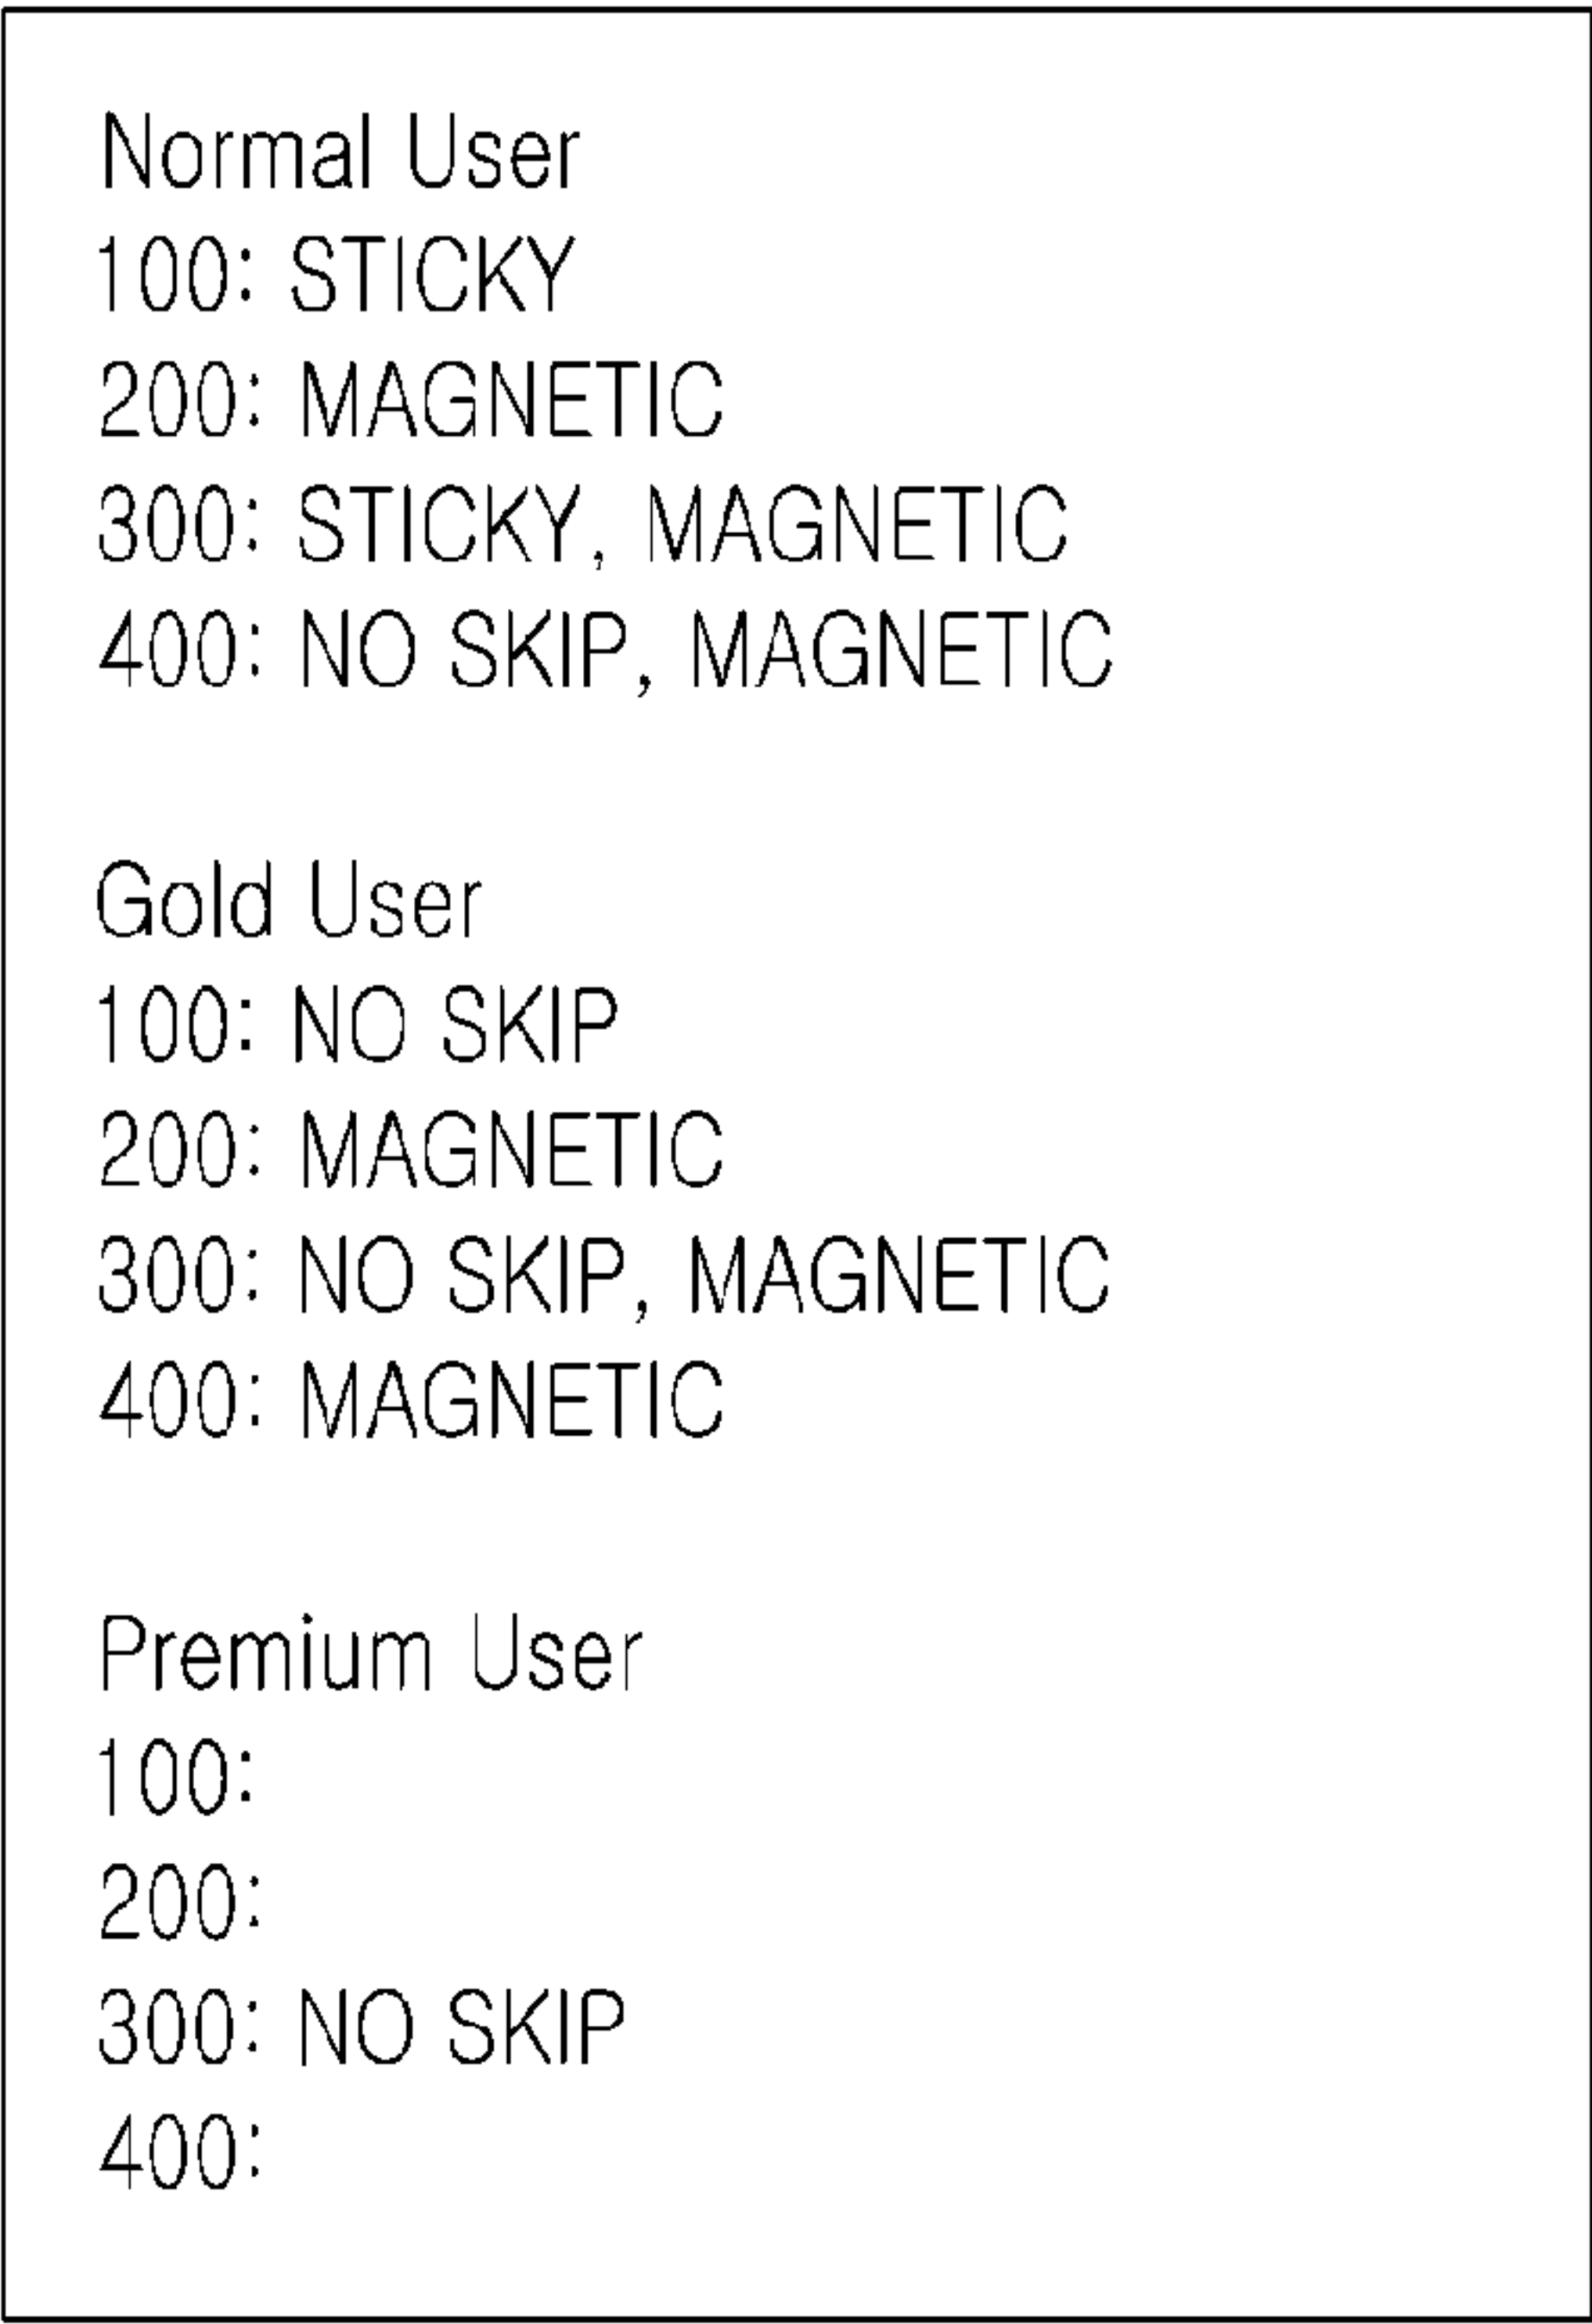 Normal User
100: STICKY
200: MAGNETIC
300: STICKY, MAGNETIC
400: NO SKIP, MAGNETIC
Gold User
100: NO SKIP
200: MAGNETIC
300: NO SKIP, MAGNETIC
400: MAGNETIC
Premium User
100:
200:
300: NO SKIP
400: